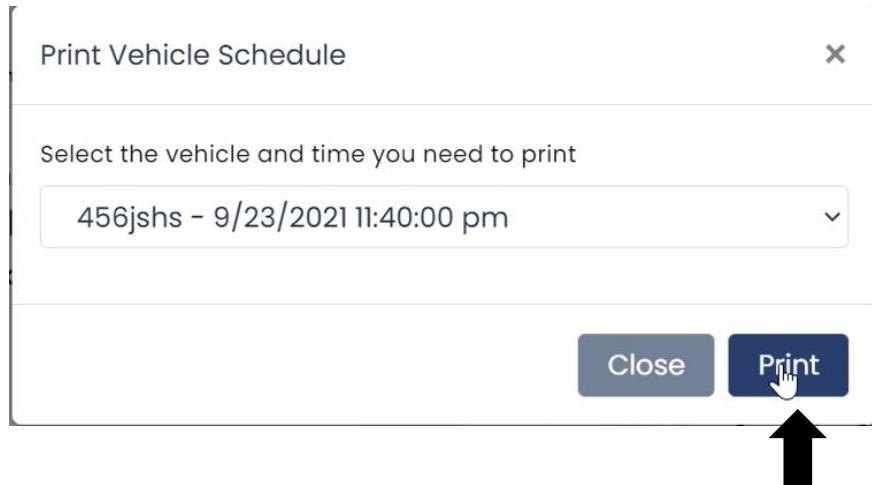 Print Vehicle Schedule
Select the vehicle and time you need to print
456jshs - 9/23/2021 11:40:00 pm
Close Print